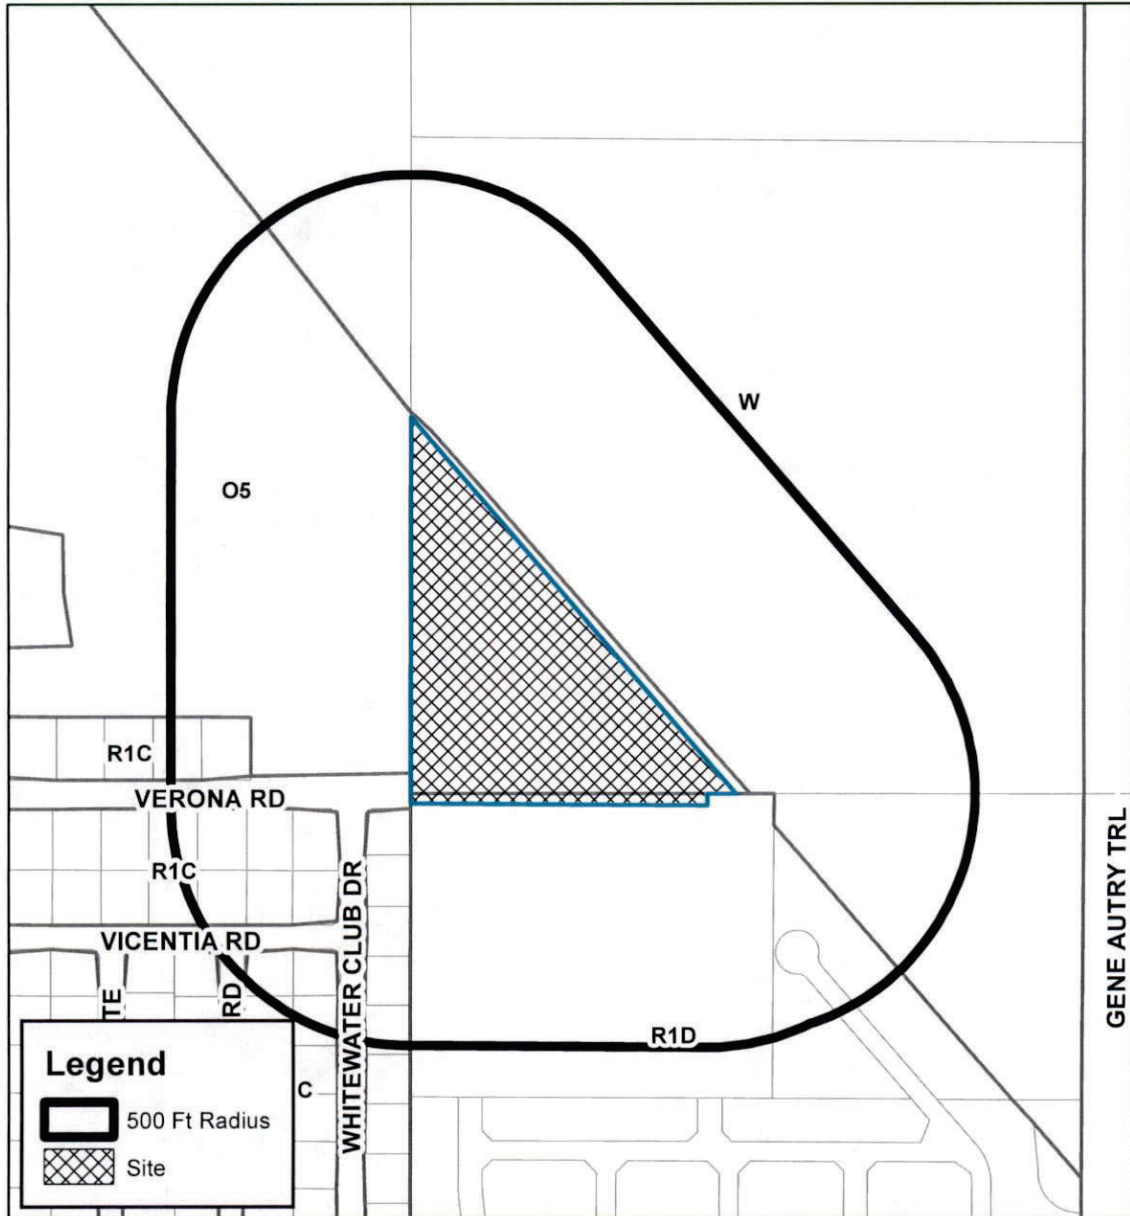 W
O5
R1C
VERONA RD
R1C
VICENTIA RD
TE
RD
WHITEWATER CLUB DR
GENE AUTRY TRL
R1D
C
Legend
500 Ft Radius
Site